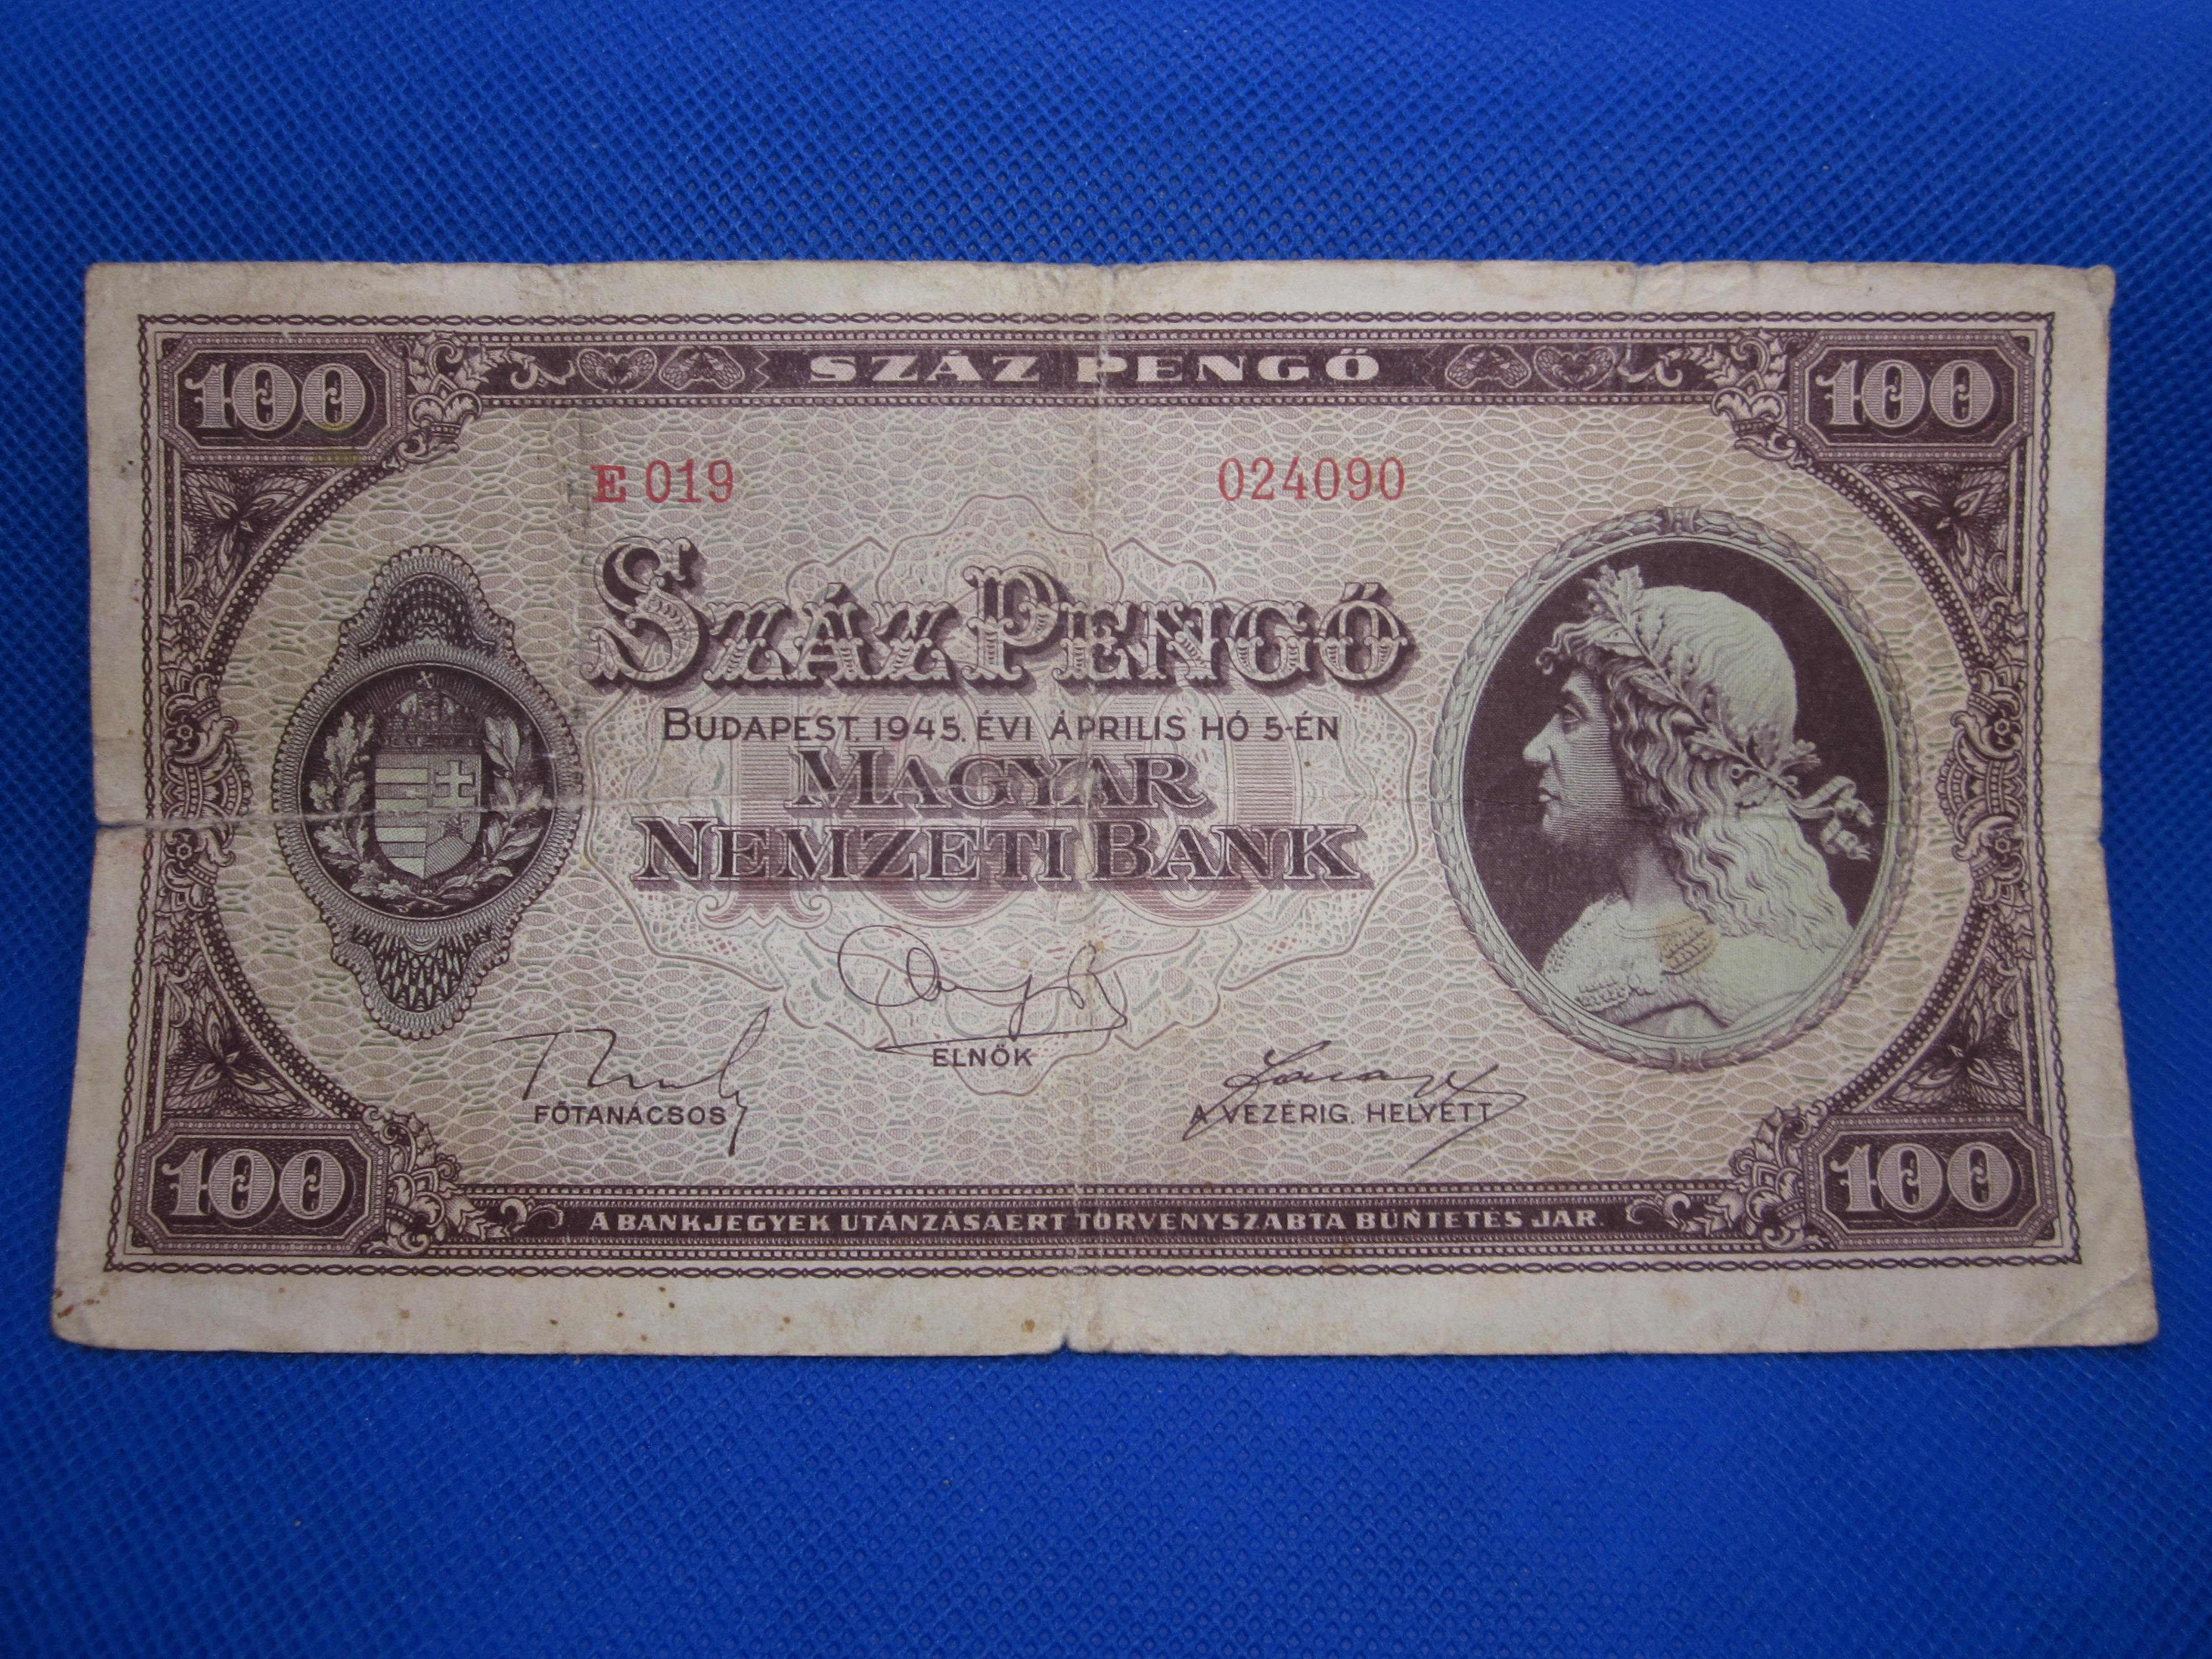 100 SZÁZ PENGŐ 100
E 019 024090
SZÁZ PENGŐ
BUDAPEST, 1945. ÉVI ÁPRILIS HÓ 5-ÉN
MAGYAR
NEMZETI BANK
ELNÖK
FŐTANÁCSOS A VEZÉRIG. HELYETT
100 A BANKJEGYEK UTÁNZÁSÁÉRT TÖRVÉNYSZABTA BÜNTETÉS JÁR. 100